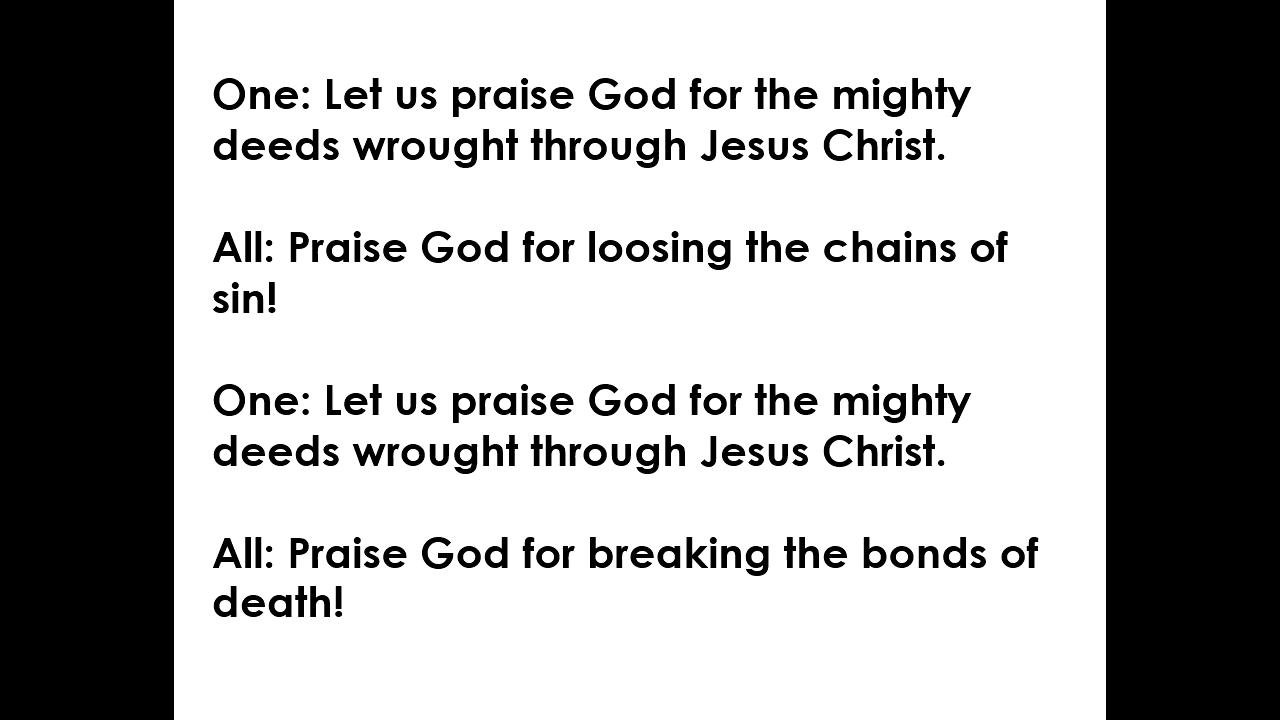 One: Let us praise God for the mighty
deeds wrought through Jesus Christ.
All: Praise God for loosing the chains of
sin!
One: Let us praise God for the mighty
deeds wrought through Jesus Christ.
All: Praise God for breaking the bonds of
death!